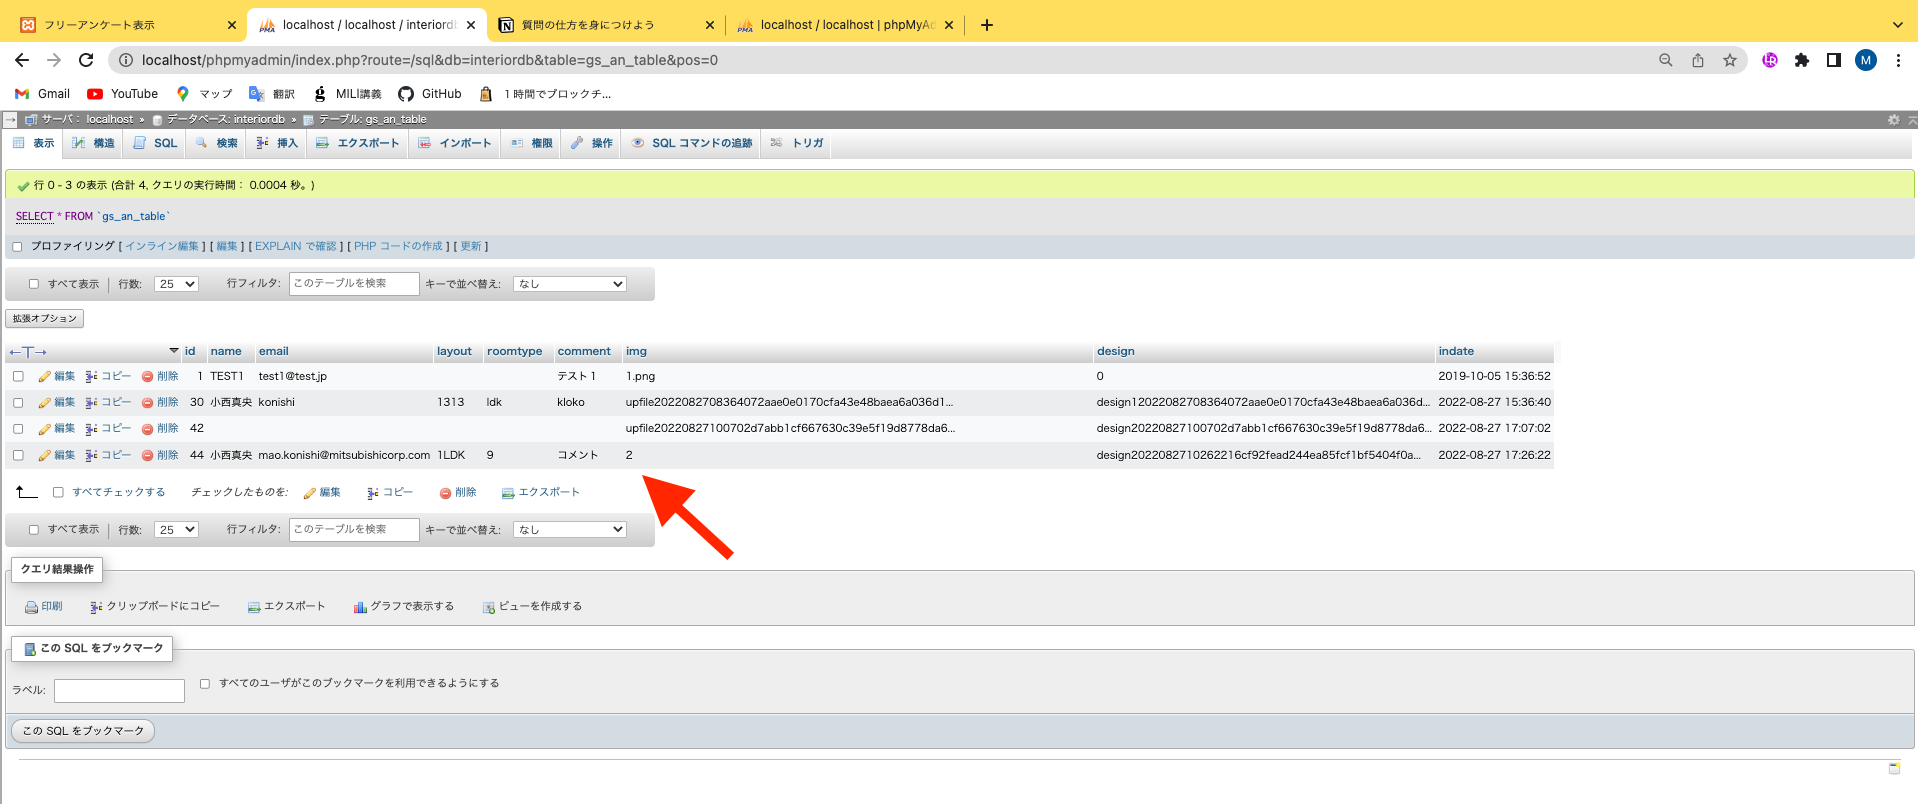 フリーアンケート表示
localhost / localhost / interiordb
質問の仕方を身につけよう
localhost / localhost | phpMyAd
localhost/phpmyadmin/index.php?route=/sql&db=interiordb&table=gs_an_table&pos=0
M
Gmail YouTube マップ 翻訳 MILI講義 GitHub 1時間でブロックチ...
サーバ: localhost » データベース: interiordb » テーブル: gs_an_table
表示 構造 SQL 検索 挿入 エクスポート インポート 権限 操作 SQL コマンドの追跡 トリガ
行 0 - 3 の表示 (合計 4, クエリの実行時間: 0.0004 秒。)
SELECT * FROM `gs_an_table`
プロファイリング [ インライン編集 ] [ 編集 ] [ EXPLAIN で確認 ] [ PHP コードの作成 ] [ 更新 ]
すべて表示 行数: 25 行フィルタ: このテーブルを検索 キーで並べ替え: なし
拡張オプション
←T→ id name email layout roomtype comment img design indate
編集 コピー 削除 1 TEST1 test1@test.jp テスト1 1.png 0 2019-10-05 15:36:52
編集 コピー 削除 30 小西真央 konishi 1313 ldk kloko upfile2022082708364072aae0e0170cfa43e48baea6a036d1... design12022082708364072aae0e0170cfa43e48baea6a036d... 2022-08-27 15:36:40
編集 コピー 削除 42 upfile20220827100702d7abb1cf667630c39e5f19d8778da6... design20220827100702d7abb1cf667630c39e5f19d8778da6... 2022-08-27 17:07:02
編集 コピー 削除 44 小西真央 mao.konishi@mitsubishicorp.com 1LDK 9 コメント 2 design2022082710262216cf92fead244ea85fcf1bf5404f0a... 2022-08-27 17:26:22
すべてチェックする チェックしたものを: 編集 コピー 削除 エクスポート
すべて表示 行数: 25 行フィルタ: このテーブルを検索 キーで並べ替え: なし
クエリ結果操作
印刷 クリップボードにコピー エクスポート グラフで表示する ビューを作成する
この SQL をブックマーク
ラベル: すべてのユーザがこのブックマークを利用できるようにする
この SQL をブックマーク